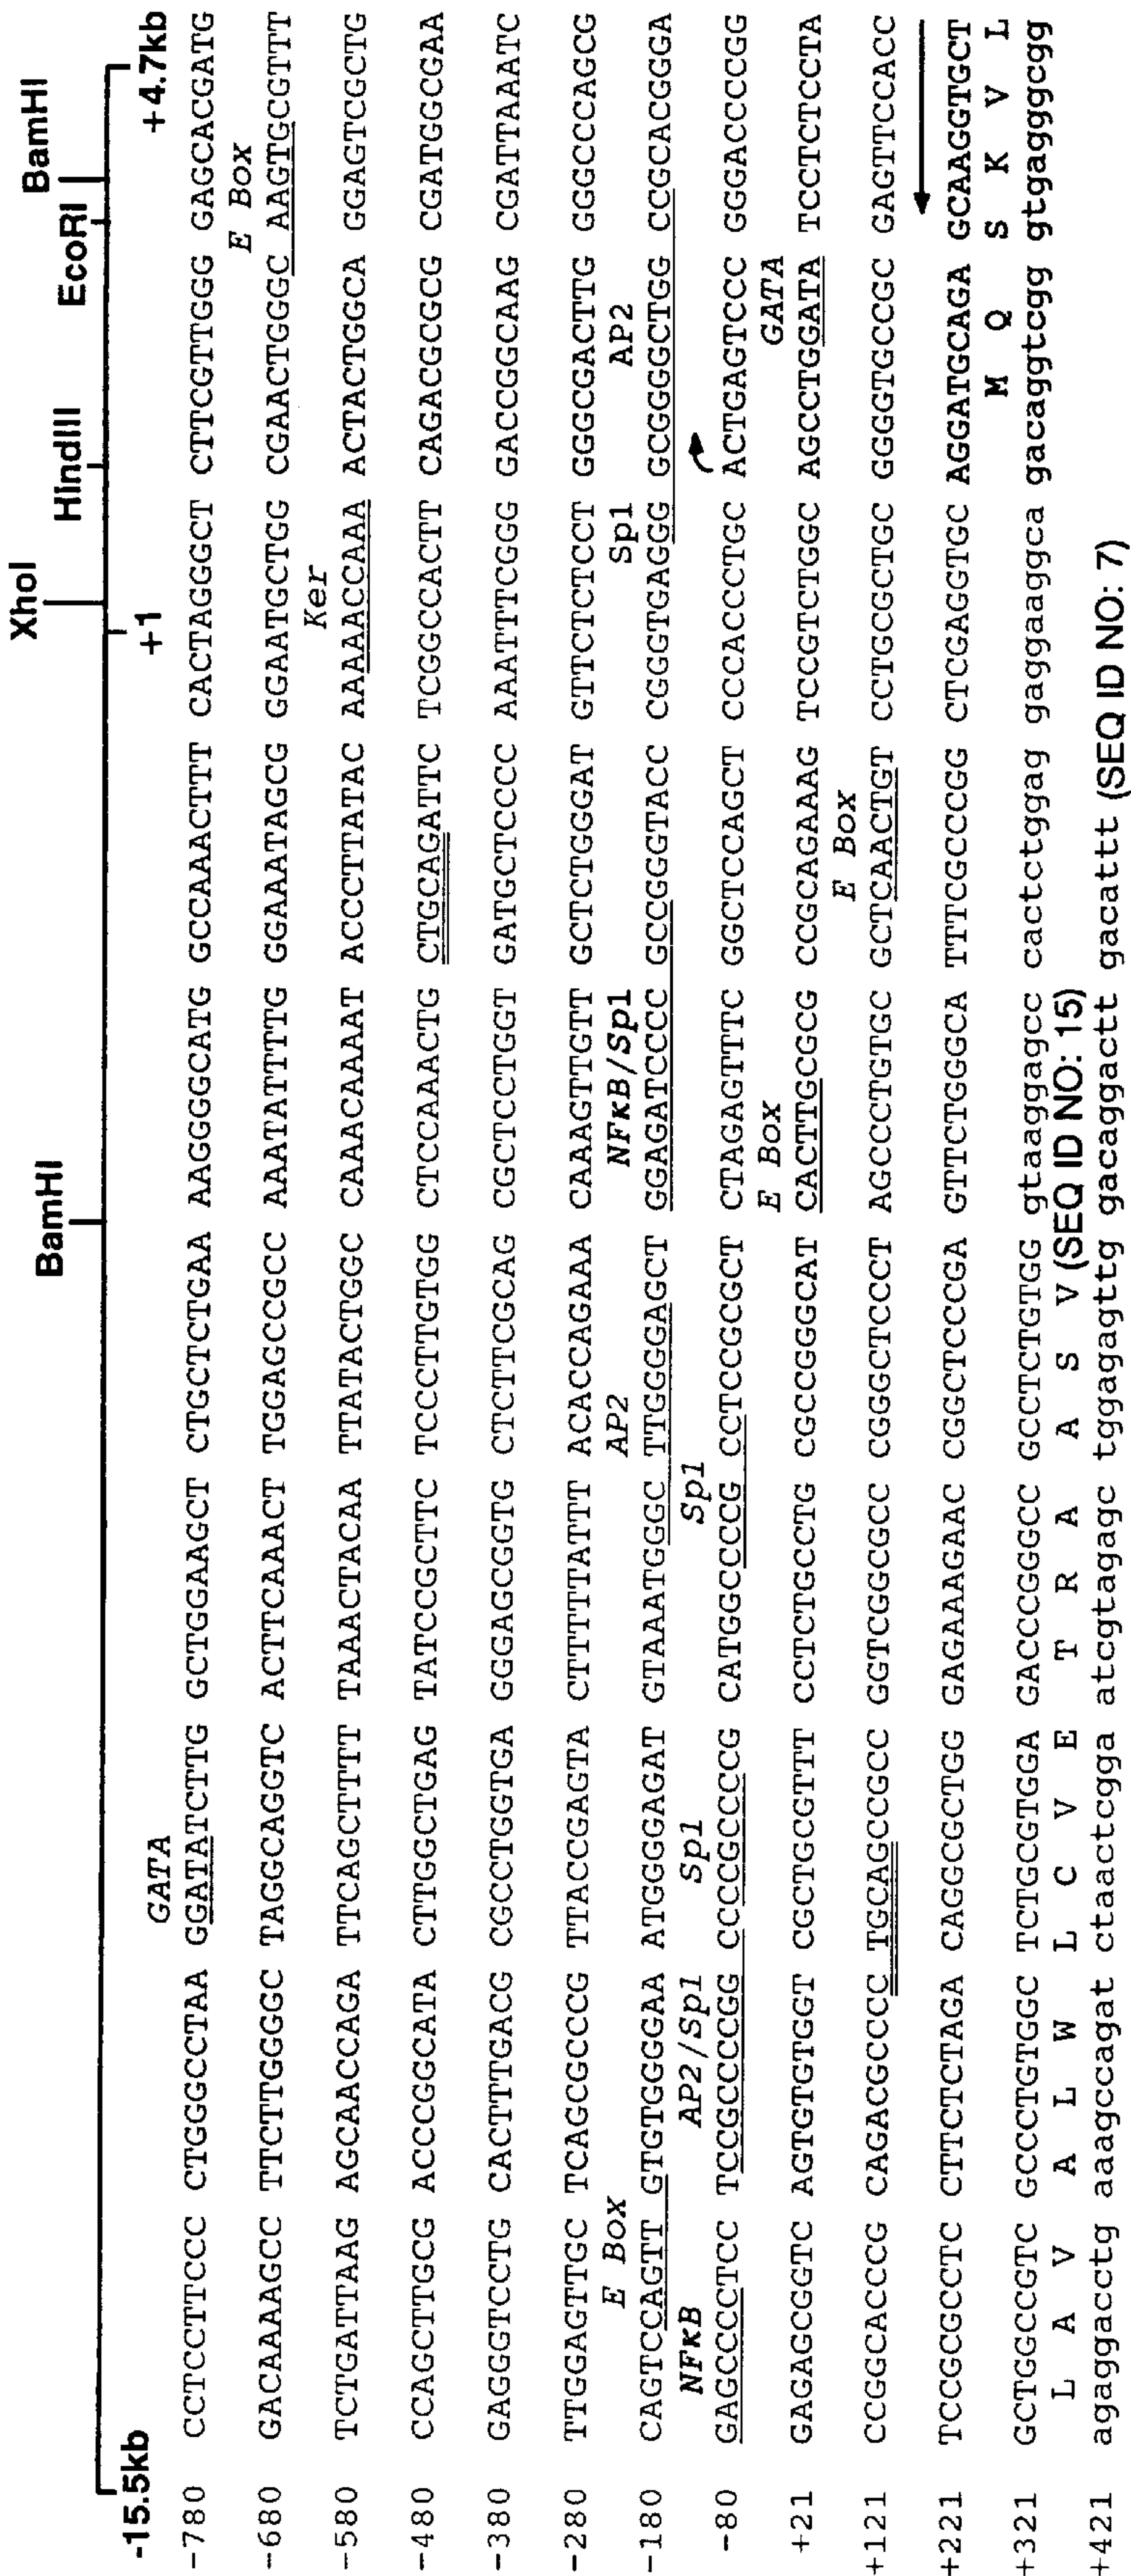 XhoI
BamHI HindIII EcoRI BamHI
-15.5kb +1 +4.7kb
GATA
-780 CCTCCTTCCC CTGGGCCTAA GGATATCTTG GCTGGAAGCT CTGCTCTGAA AAGGGGCATG GCCAAACTTT CACTAGGGCT CTTCGTTGGG GAGCACGATG
E Box
-680 GACAAAAGCC TTCTTGGGGC TAGGCAGGTC ACTTCAAACT TGGAGCCGCC AAATATTTTG GGAAATAGCG GGAATGCTGG CGAACTGGGC AAGTGCGTTT
Ker
-580 TCTGATTAAG AGCAACCAGA TTCAGCTTTT TAAACTACAA TTATACTGGC CAAACAAAAT ACCCTTATAC AAAAACCAAA ACTACTGGCA GGAGTCGCTG
-480 CCAGCTTGCG ACCCGGCATA CTTGGCTGAG TATCCGCTTC TCCCTTGTGG CTCCAAACTG CTGCAGATTC TCGGCCACTT CAGACGCGCG CGATGGCGAA
-380 GAGGGTCCTG CACTTTGACG CGCCTGGTGA GGGAGCGGTG CTCTTCGCAG CGCTCCTGGT GATGCTCCCC AAATTTCGGG GACCGGCAAG CGATTAAATC
-280 TTGGAGTTGC TCAGCGCCCG TTACCGAGTA CTTTTTATTT ACACCAGAAA CAAAGTTGTT GCTCTGGGAT GTTCTCTCCT GGGCGACTTG GGGCCCAGCG
E Box AP2 NFκB/Sp1 Sp1 AP2
-180 CAGTCCAGTT GTGTGGGGAA ATGGGGAGAT GTAAATGGGC TTGGGGAGCT GGAGATCCCC GCCGGGTACC CGGGTGAGGG GCGGGGCTGG CCGCACGGGA
NFκB AP2/Sp1 Sp1 Sp1
-80 GAGCCCCTCC TCCGCCCCGG CCCCGCCCCG CATGGCCCCG CCTCCGCGCT CTAGAGTTTC GGCTCCAGCT CCCACCCTGC ACTGAGTCCC GGGACCCCGG
E Box GATA
+21 GAGAGCGGTC AGTGTGTGGT CGCTGCGTTT CCTCTGCCTG CGCCGGGCAT CACTTGCGCG CCGCAGAAAG TCCGTCTGGC AGCCTGGATA TCCTCTCCTA
E Box
+121 CCGGCACCCG CAGACGCCCC TGCAGCCGCC GGTCGGCGCC CGGGCTCCCT AGCCCTGTGC GCTCAACTGT CCTGCGCTGC GGGGTGCCCGC GAGTTCCACC
+221 TCCGCGCCTC CTTCTCTAGA CAGGCGCTGG GAGAAAGAAC CGGCTCCCGA GTTCTGGGCA TTTCGCCCGG CTCGAGGTGC AGGATGCAGA GCAAGGTGCT
M Q S K V L
+321 GCTGGCCGTC GCCCTGTGGC TCTGCGTGGA GACCCGGGCC GCCTCTGTGG gtaaggagcc cactctggag gaggaaggca gacaggtcgg gtgagggcgg
L A V A L W L C V E T R A A S V (SEQ ID NO: 15)
+421 agaggacctg aaagccagat ctaactcgga atcgtagagc tggagagttg gacaggactt gacattt (SEQ ID NO: 7)